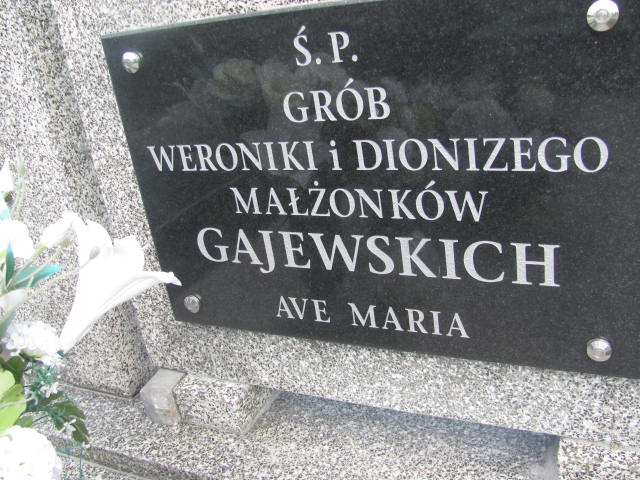 Ś.P.
GRÓB
WERONIKI i DIONIZEGO
MAŁŻONKÓW
GAJEWSKICH
AVE MARIA